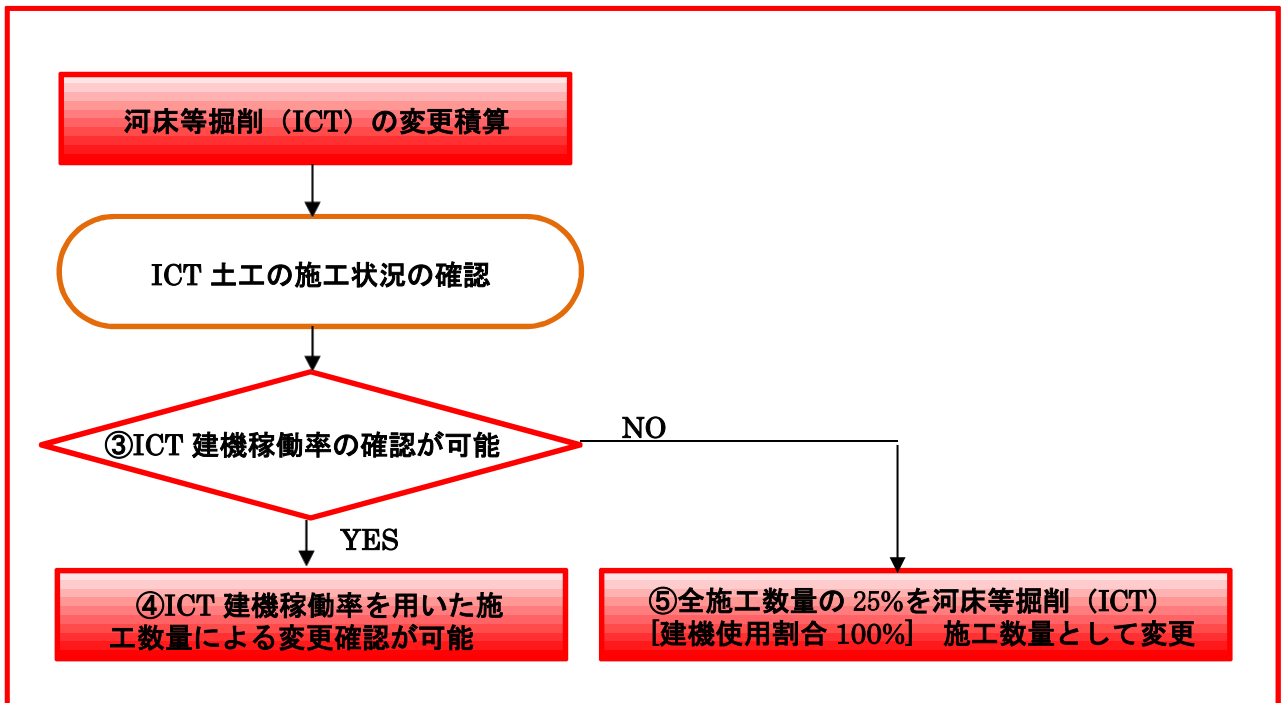 河床等掘削（ICT）の変更積算
ICT 土工の施工状況の確認
③ICT 建機稼働率の確認が可能
NO
YES
④ICT 建機稼働率を用いた施
工数量による変更確認が可能
⑤全施工数量の 25%を河床等掘削（ICT）
[建機使用割合 100%]　施工数量として変更